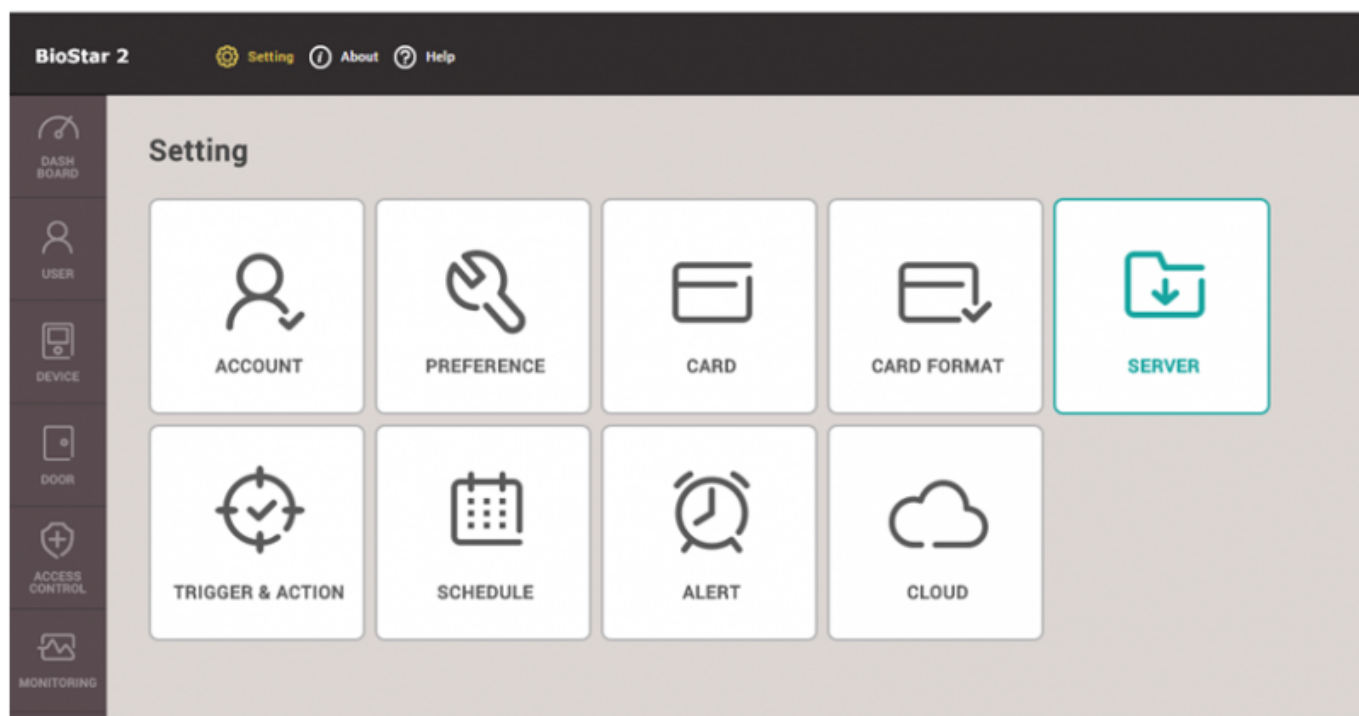 BioStar 2
Setting
About
Help
DASH
BOARD
USER
DEVICE
DOOR
ACCESS
CONTROL
MONITORING
Setting
ACCOUNT
PREFERENCE
CARD
CARD FORMAT
SERVER
TRIGGER & ACTION
SCHEDULE
ALERT
CLOUD